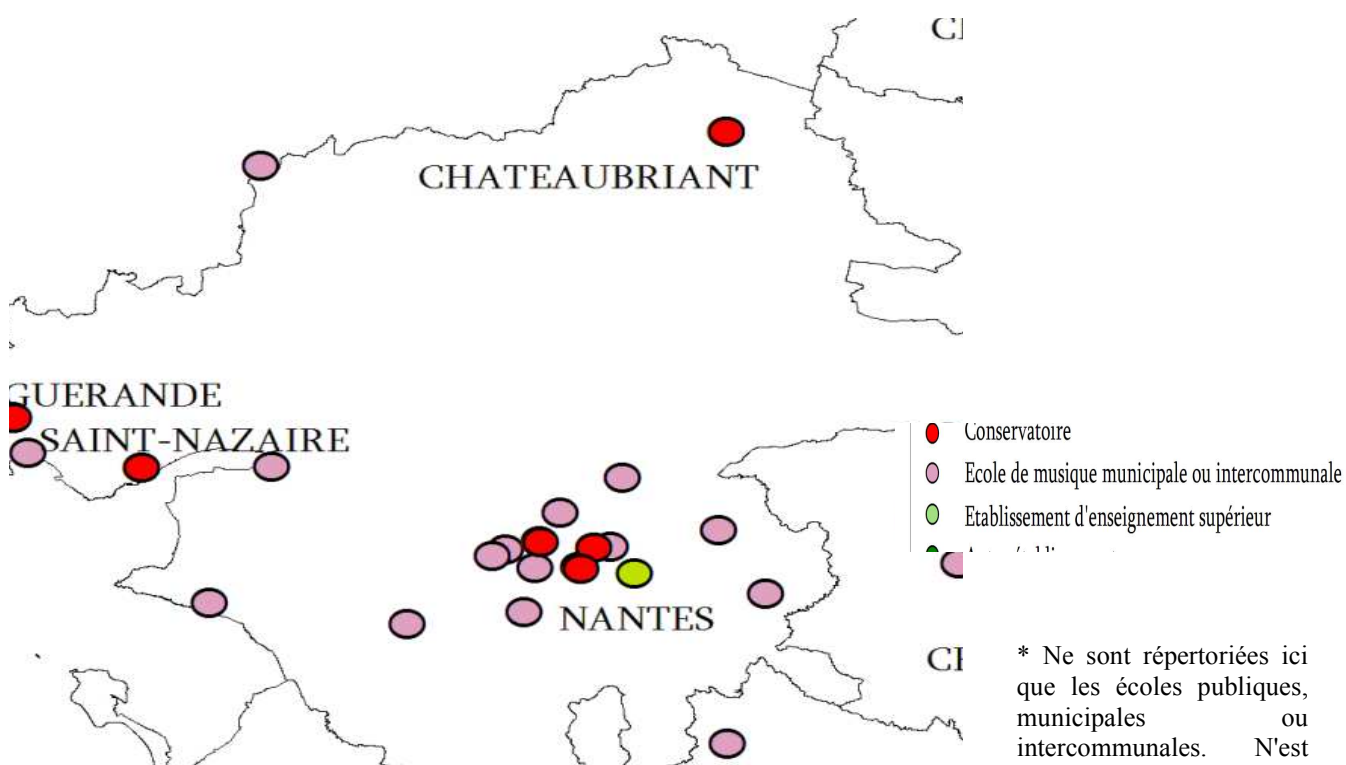 CHATEAUBRIANT
GUERANDE
SAINT-NAZAIRE
NANTES
Conservatoire
Ecole de musique municipale ou intercommunale
Etablissement d'enseignement supérieur
* Ne sont répertoriées ici
que les écoles publiques,
municipales ou
intercommunales. N'est